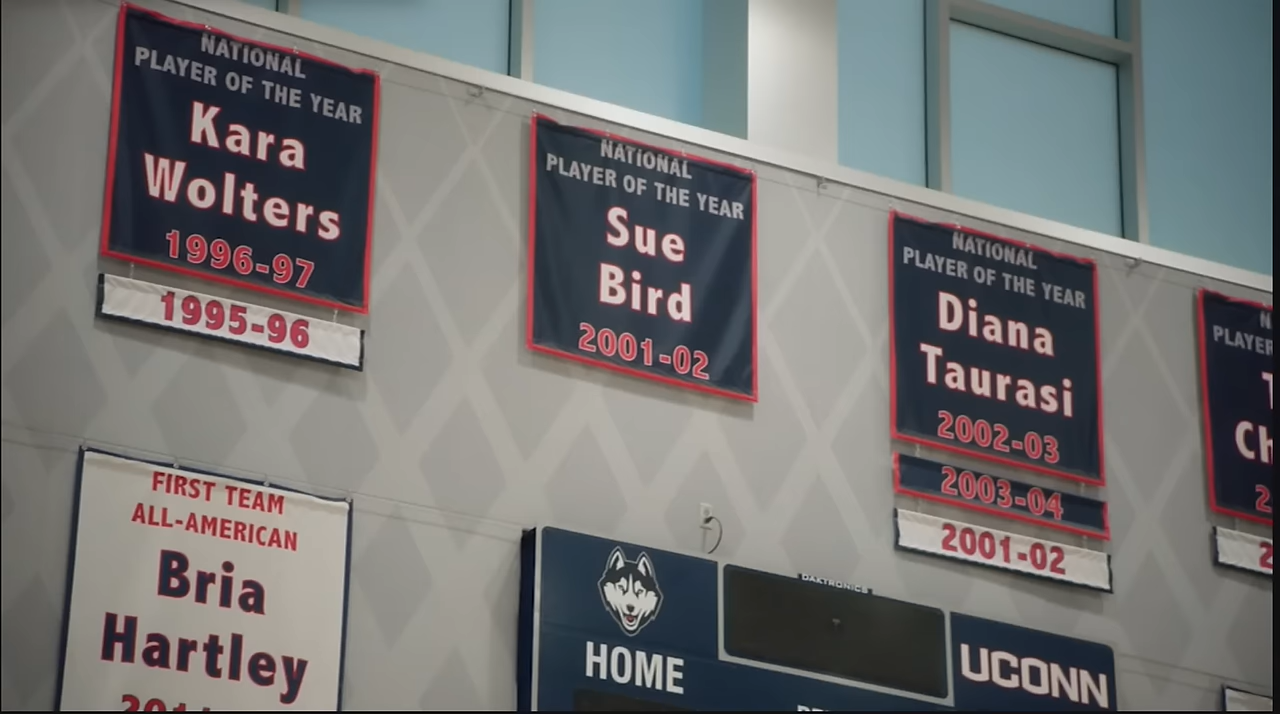 NATIONAL
PLAYER OF THE YEAR
Kara
Wolters
1996-97
1995-96
NATIONAL
PLAYER OF THE YEAR
Sue
Bird
2001-02
NATIONAL
PLAYER OF THE YEAR
Diana
Taurasi
2002-03
2003-04
2001-02
FIRST TEAM
ALL-AMERICAN
Bria
Hartley
DAKTRONICS
HOME
UCONN